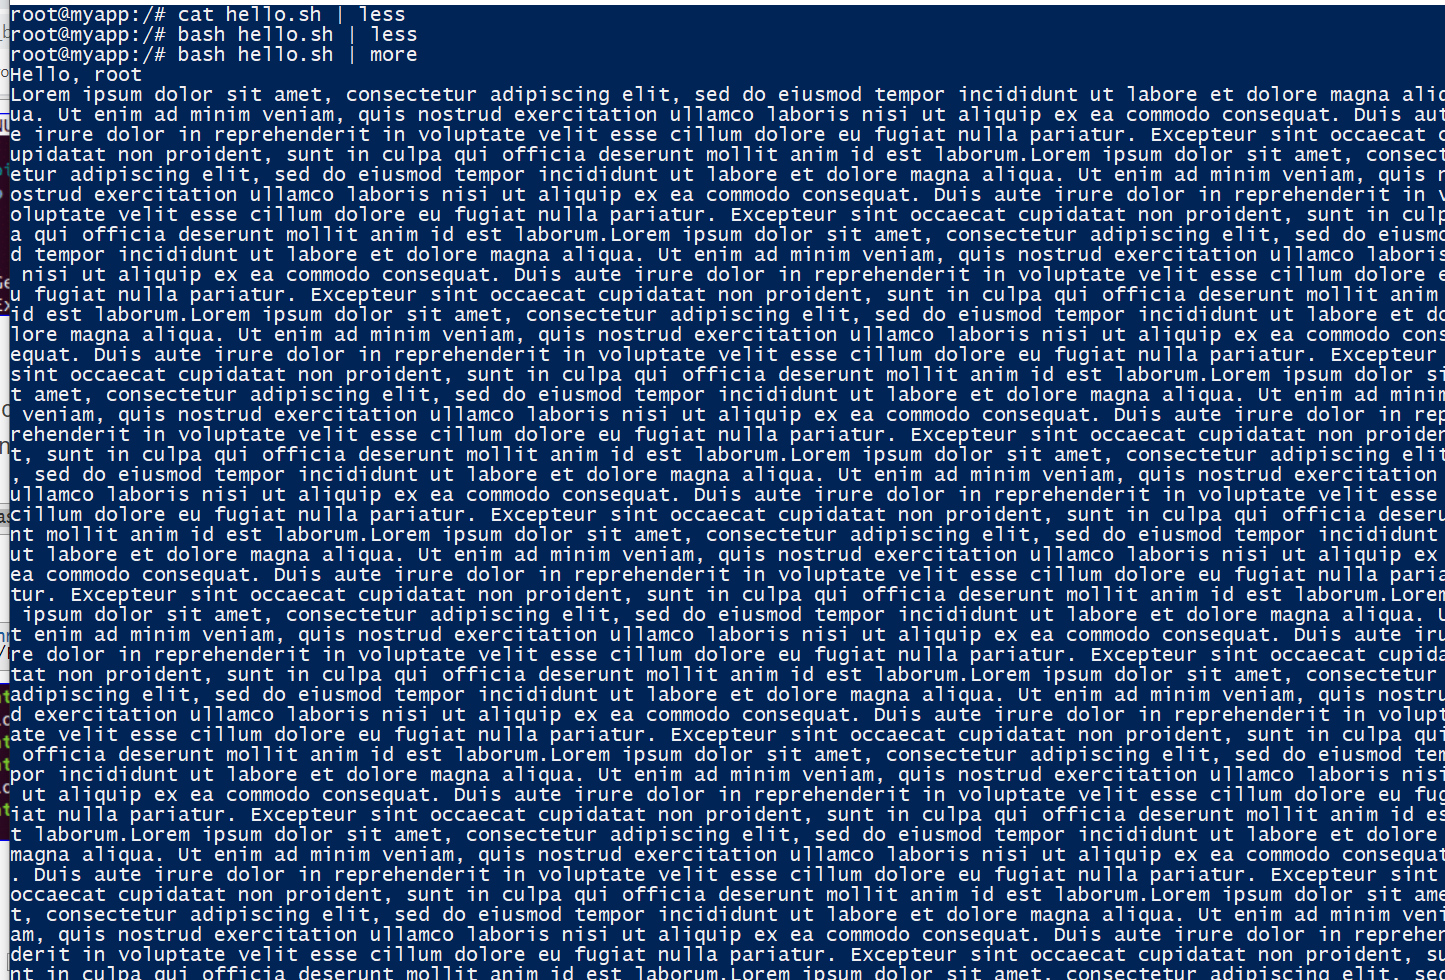 root@myapp:/# cat hello.sh | less
root@myapp:/# bash hello.sh | less
root@myapp:/# bash hello.sh | more
Hello, root
Lorem ipsum dolor sit amet, consectetur adipiscing elit, sed do eiusmod tempor incididunt ut labore et dolore magna aliq
ua. Ut enim ad minim veniam, quis nostrud exercitation ullamco laboris nisi ut aliquip ex ea commodo consequat. Duis aut
e irure dolor in reprehenderit in voluptate velit esse cillum dolore eu fugiat nulla pariatur. Excepteur sint occaecat c
upidatat non proident, sunt in culpa qui officia deserunt mollit anim id est laborum.Lorem ipsum dolor sit amet, consect
etur adipiscing elit, sed do eiusmod tempor incididunt ut labore et dolore magna aliqua. Ut enim ad minim veniam, quis n
ostrud exercitation ullamco laboris nisi ut aliquip ex ea commodo consequat. Duis aute irure dolor in reprehenderit in v
oluptate velit esse cillum dolore eu fugiat nulla pariatur. Excepteur sint occaecat cupidatat non proident, sunt in culp
a qui officia deserunt mollit anim id est laborum.Lorem ipsum dolor sit amet, consectetur adipiscing elit, sed do eiusmo
d tempor incididunt ut labore et dolore magna aliqua. Ut enim ad minim veniam, quis nostrud exercitation ullamco laboris
nisi ut aliquip ex ea commodo consequat. Duis aute irure dolor in reprehenderit in voluptate velit esse cillum dolore e
u fugiat nulla pariatur. Excepteur sint occaecat cupidatat non proident, sunt in culpa qui officia deserunt mollit anim
id est laborum.Lorem ipsum dolor sit amet, consectetur adipiscing elit, sed do eiusmod tempor incididunt ut labore et do
lore magna aliqua. Ut enim ad minim veniam, quis nostrud exercitation ullamco laboris nisi ut aliquip ex ea commodo cons
equat. Duis aute irure dolor in reprehenderit in voluptate velit esse cillum dolore eu fugiat nulla pariatur. Excepteur
sint occaecat cupidatat non proident, sunt in culpa qui officia deserunt mollit anim id est laborum.Lorem ipsum dolor si
t amet, consectetur adipiscing elit, sed do eiusmod tempor incididunt ut labore et dolore magna aliqua. Ut enim ad minim
veniam, quis nostrud exercitation ullamco laboris nisi ut aliquip ex ea commodo consequat. Duis aute irure dolor in rep
rehenderit in voluptate velit esse cillum dolore eu fugiat nulla pariatur. Excepteur sint occaecat cupidatat non proiden
t, sunt in culpa qui officia deserunt mollit anim id est laborum.Lorem ipsum dolor sit amet, consectetur adipiscing elit
, sed do eiusmod tempor incididunt ut labore et dolore magna aliqua. Ut enim ad minim veniam, quis nostrud exercitation
ullamco laboris nisi ut aliquip ex ea commodo consequat. Duis aute irure dolor in reprehenderit in voluptate velit esse
cillum dolore eu fugiat nulla pariatur. Excepteur sint occaecat cupidatat non proident, sunt in culpa qui officia deseru
nt mollit anim id est laborum.Lorem ipsum dolor sit amet, consectetur adipiscing elit, sed do eiusmod tempor incididunt
ut labore et dolore magna aliqua. Ut enim ad minim veniam, quis nostrud exercitation ullamco laboris nisi ut aliquip ex
ea commodo consequat. Duis aute irure dolor in reprehenderit in voluptate velit esse cillum dolore eu fugiat nulla paria
tur. Excepteur sint occaecat cupidatat non proident, sunt in culpa qui officia deserunt mollit anim id est laborum.Lorem
ipsum dolor sit amet, consectetur adipiscing elit, sed do eiusmod tempor incididunt ut labore et dolore magna aliqua. U
t enim ad minim veniam, quis nostrud exercitation ullamco laboris nisi ut aliquip ex ea commodo consequat. Duis aute iru
re dolor in reprehenderit in voluptate velit esse cillum dolore eu fugiat nulla pariatur. Excepteur sint occaecat cupida
tat non proident, sunt in culpa qui officia deserunt mollit anim id est laborum.Lorem ipsum dolor sit amet, consectetur
adipiscing elit, sed do eiusmod tempor incididunt ut labore et dolore magna aliqua. Ut enim ad minim veniam, quis nostru
d exercitation ullamco laboris nisi ut aliquip ex ea commodo consequat. Duis aute irure dolor in reprehenderit in volupt
ate velit esse cillum dolore eu fugiat nulla pariatur. Excepteur sint occaecat cupidatat non proident, sunt in culpa qui
officia deserunt mollit anim id est laborum.Lorem ipsum dolor sit amet, consectetur adipiscing elit, sed do eiusmod tem
por incididunt ut labore et dolore magna aliqua. Ut enim ad minim veniam, quis nostrud exercitation ullamco laboris nisi
ut aliquip ex ea commodo consequat. Duis aute irure dolor in reprehenderit in voluptate velit esse cillum dolore eu fug
iat nulla pariatur. Excepteur sint occaecat cupidatat non proident, sunt in culpa qui officia deserunt mollit anim id es
t laborum.Lorem ipsum dolor sit amet, consectetur adipiscing elit, sed do eiusmod tempor incididunt ut labore et dolore
magna aliqua. Ut enim ad minim veniam, quis nostrud exercitation ullamco laboris nisi ut aliquip ex ea commodo consequat
. Duis aute irure dolor in reprehenderit in voluptate velit esse cillum dolore eu fugiat nulla pariatur. Excepteur sint
occaecat cupidatat non proident, sunt in culpa qui officia deserunt mollit anim id est laborum.Lorem ipsum dolor sit ame
t, consectetur adipiscing elit, sed do eiusmod tempor incididunt ut labore et dolore magna aliqua. Ut enim ad minim veni
am, quis nostrud exercitation ullamco laboris nisi ut aliquip ex ea commodo consequat. Duis aute irure dolor in reprehen
derit in voluptate velit esse cillum dolore eu fugiat nulla pariatur. Excepteur sint occaecat cupidatat non proident, su
nt in culpa qui officia deserunt mollit anim id est laborum.Lorem ipsum dolor sit amet, consectetur adipiscing elit, sed